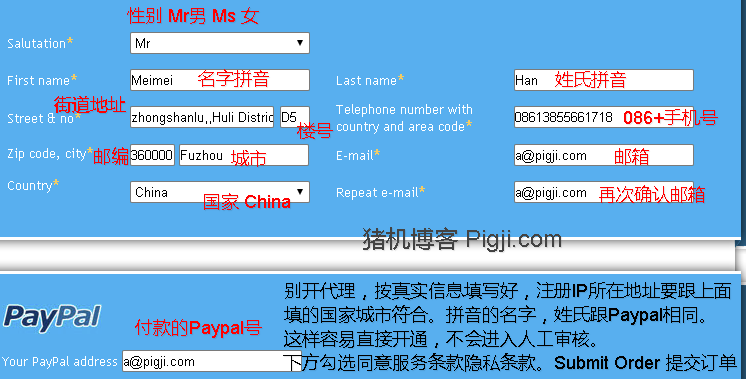 性别 Mr男 Ms 女
Salutation* Mr
First name* Meimei 名字拼音 Last name* Han 姓氏拼音
街道地址
Street & no* zhongshanlu,,Huli Distric D5 楼号 Telephone number with
country and area code* 08613855661718 086+手机号
Zip code, city* 邮编 360000 Fuzhou 城市 E-mail* a@pigji.com 邮箱
Country* China 国家 China Repeat e-mail* a@pigji.com 再次确认邮箱
猪机博客 Pigji.com
别开代理，按真实信息填写好，注册IP所在地址要跟上面
填的国家城市符合。拼音的名字，姓氏跟Paypal相同。
PayPal 付款的Paypal号
这样容易直接开通，不会进入人工审核。
Your PayPal address a@pigji.com
下方勾选同意服务条款隐私条款。Submit Order 提交订单